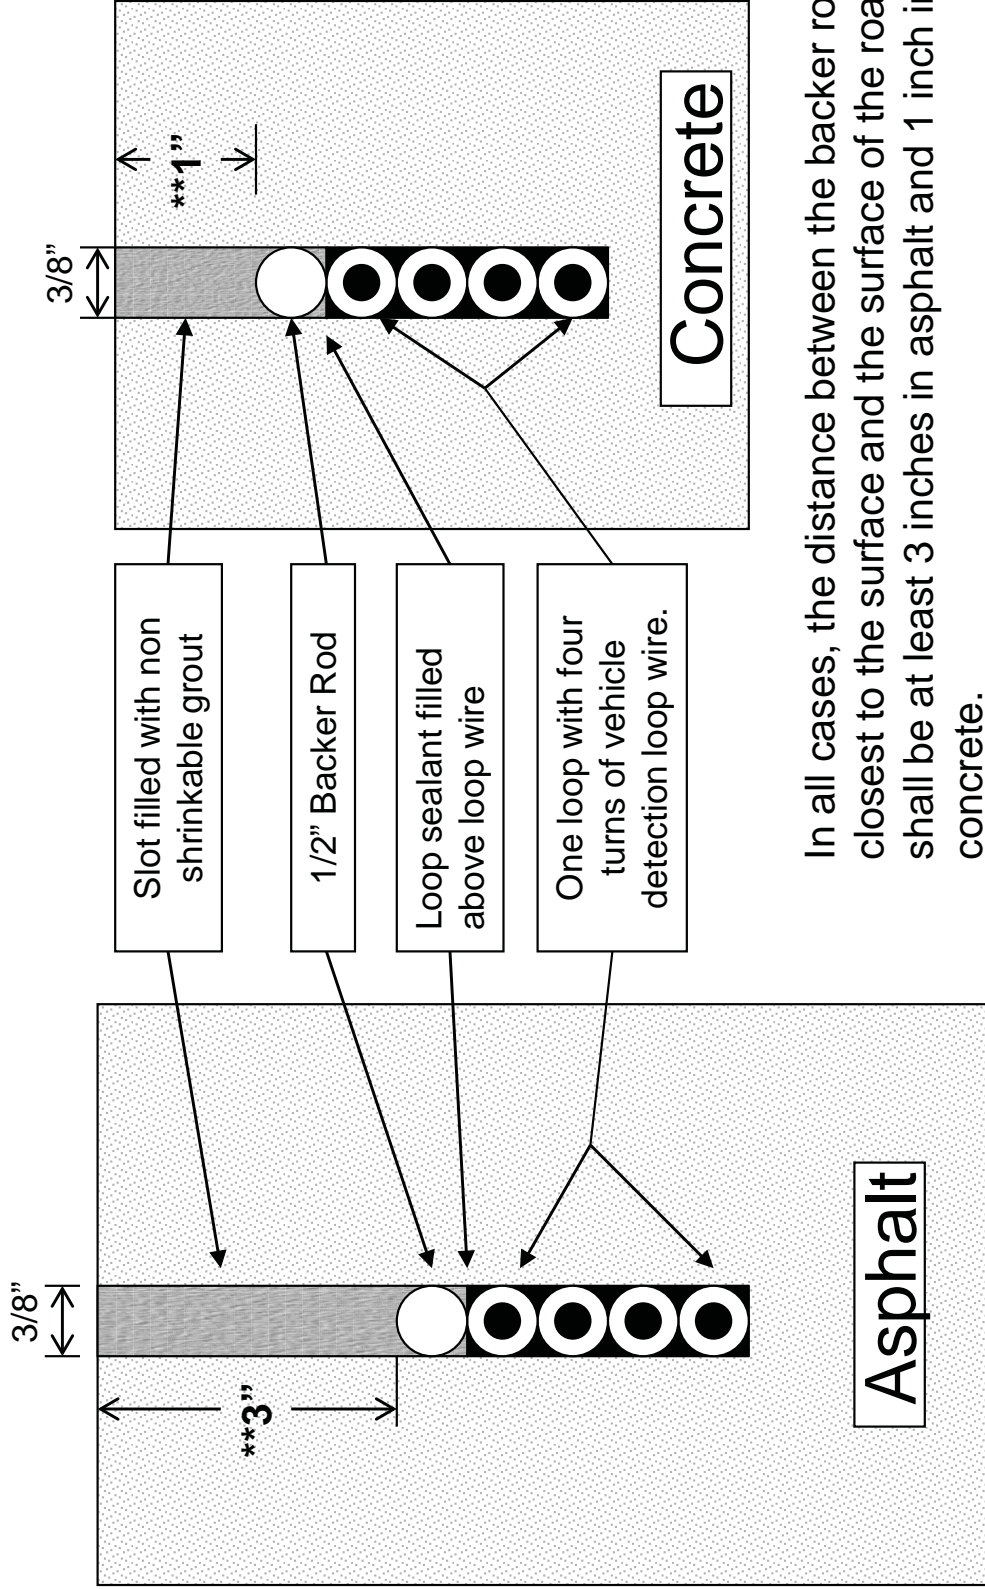 3/8”
**3”
Asphalt
Slot filled with non
shrinkable grout
1/2” Backer Rod
Loop sealant filled
above loop wire
One loop with four
turns of vehicle
detection loop wire.
3/8”
**1”
Concrete
In all cases, the distance between the backer ro
closest to the surface and the surface of the roa
shall be at least 3 inches in asphalt and 1 inch in
concrete.